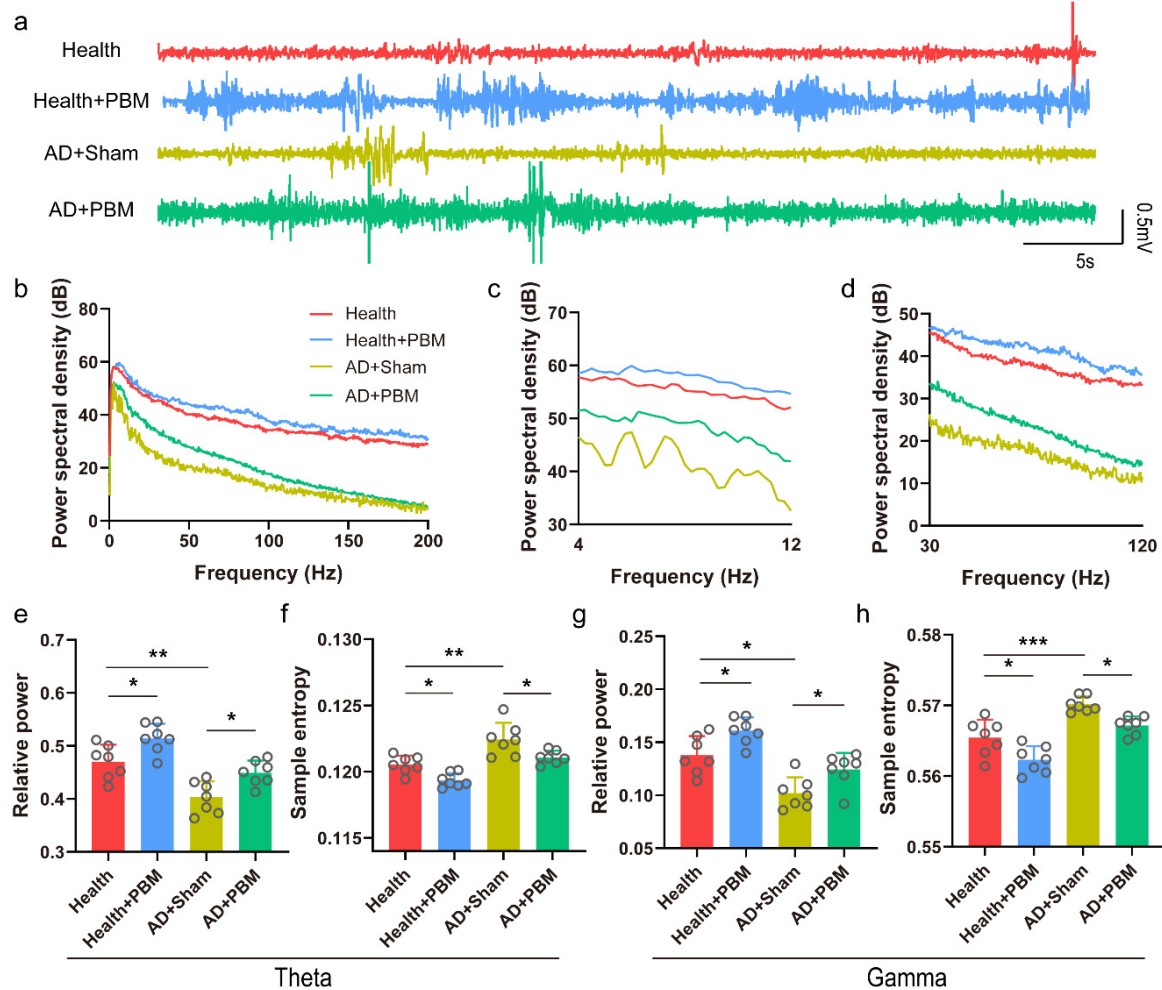 a
Health
Health+PBM
AD+Sham
AD+PBM
0.5mV
5s
b
Power spectral density (dB)
80
60
40
20
0
0
50
100
150
200
Frequency (Hz)
Health
Health+PBM
AD+Sham
AD+PBM
c
Power spectral density (dB)
70
60
50
40
30
4
12
Frequency (Hz)
d
Power spectral density (dB)
50
40
30
20
10
0
30
120
Frequency (Hz)
e
Relative power
0.7
0.6
0.5
0.4
0.3
**
*
*
Health
Health+PBM
AD+Sham
AD+PBM
f
Sample entropy
0.130
0.125
0.120
0.115
**
*
*
Health
Health+PBM
AD+Sham
AD+PBM
Theta
g
Relative power
0.25
0.20
0.15
0.10
0.05
*
*
*
Health
Health+PBM
AD+Sham
AD+PBM
h
Sample entropy
0.58
0.57
0.56
0.55
***
*
*
Health
Health+PBM
AD+Sham
AD+PBM
Gamma